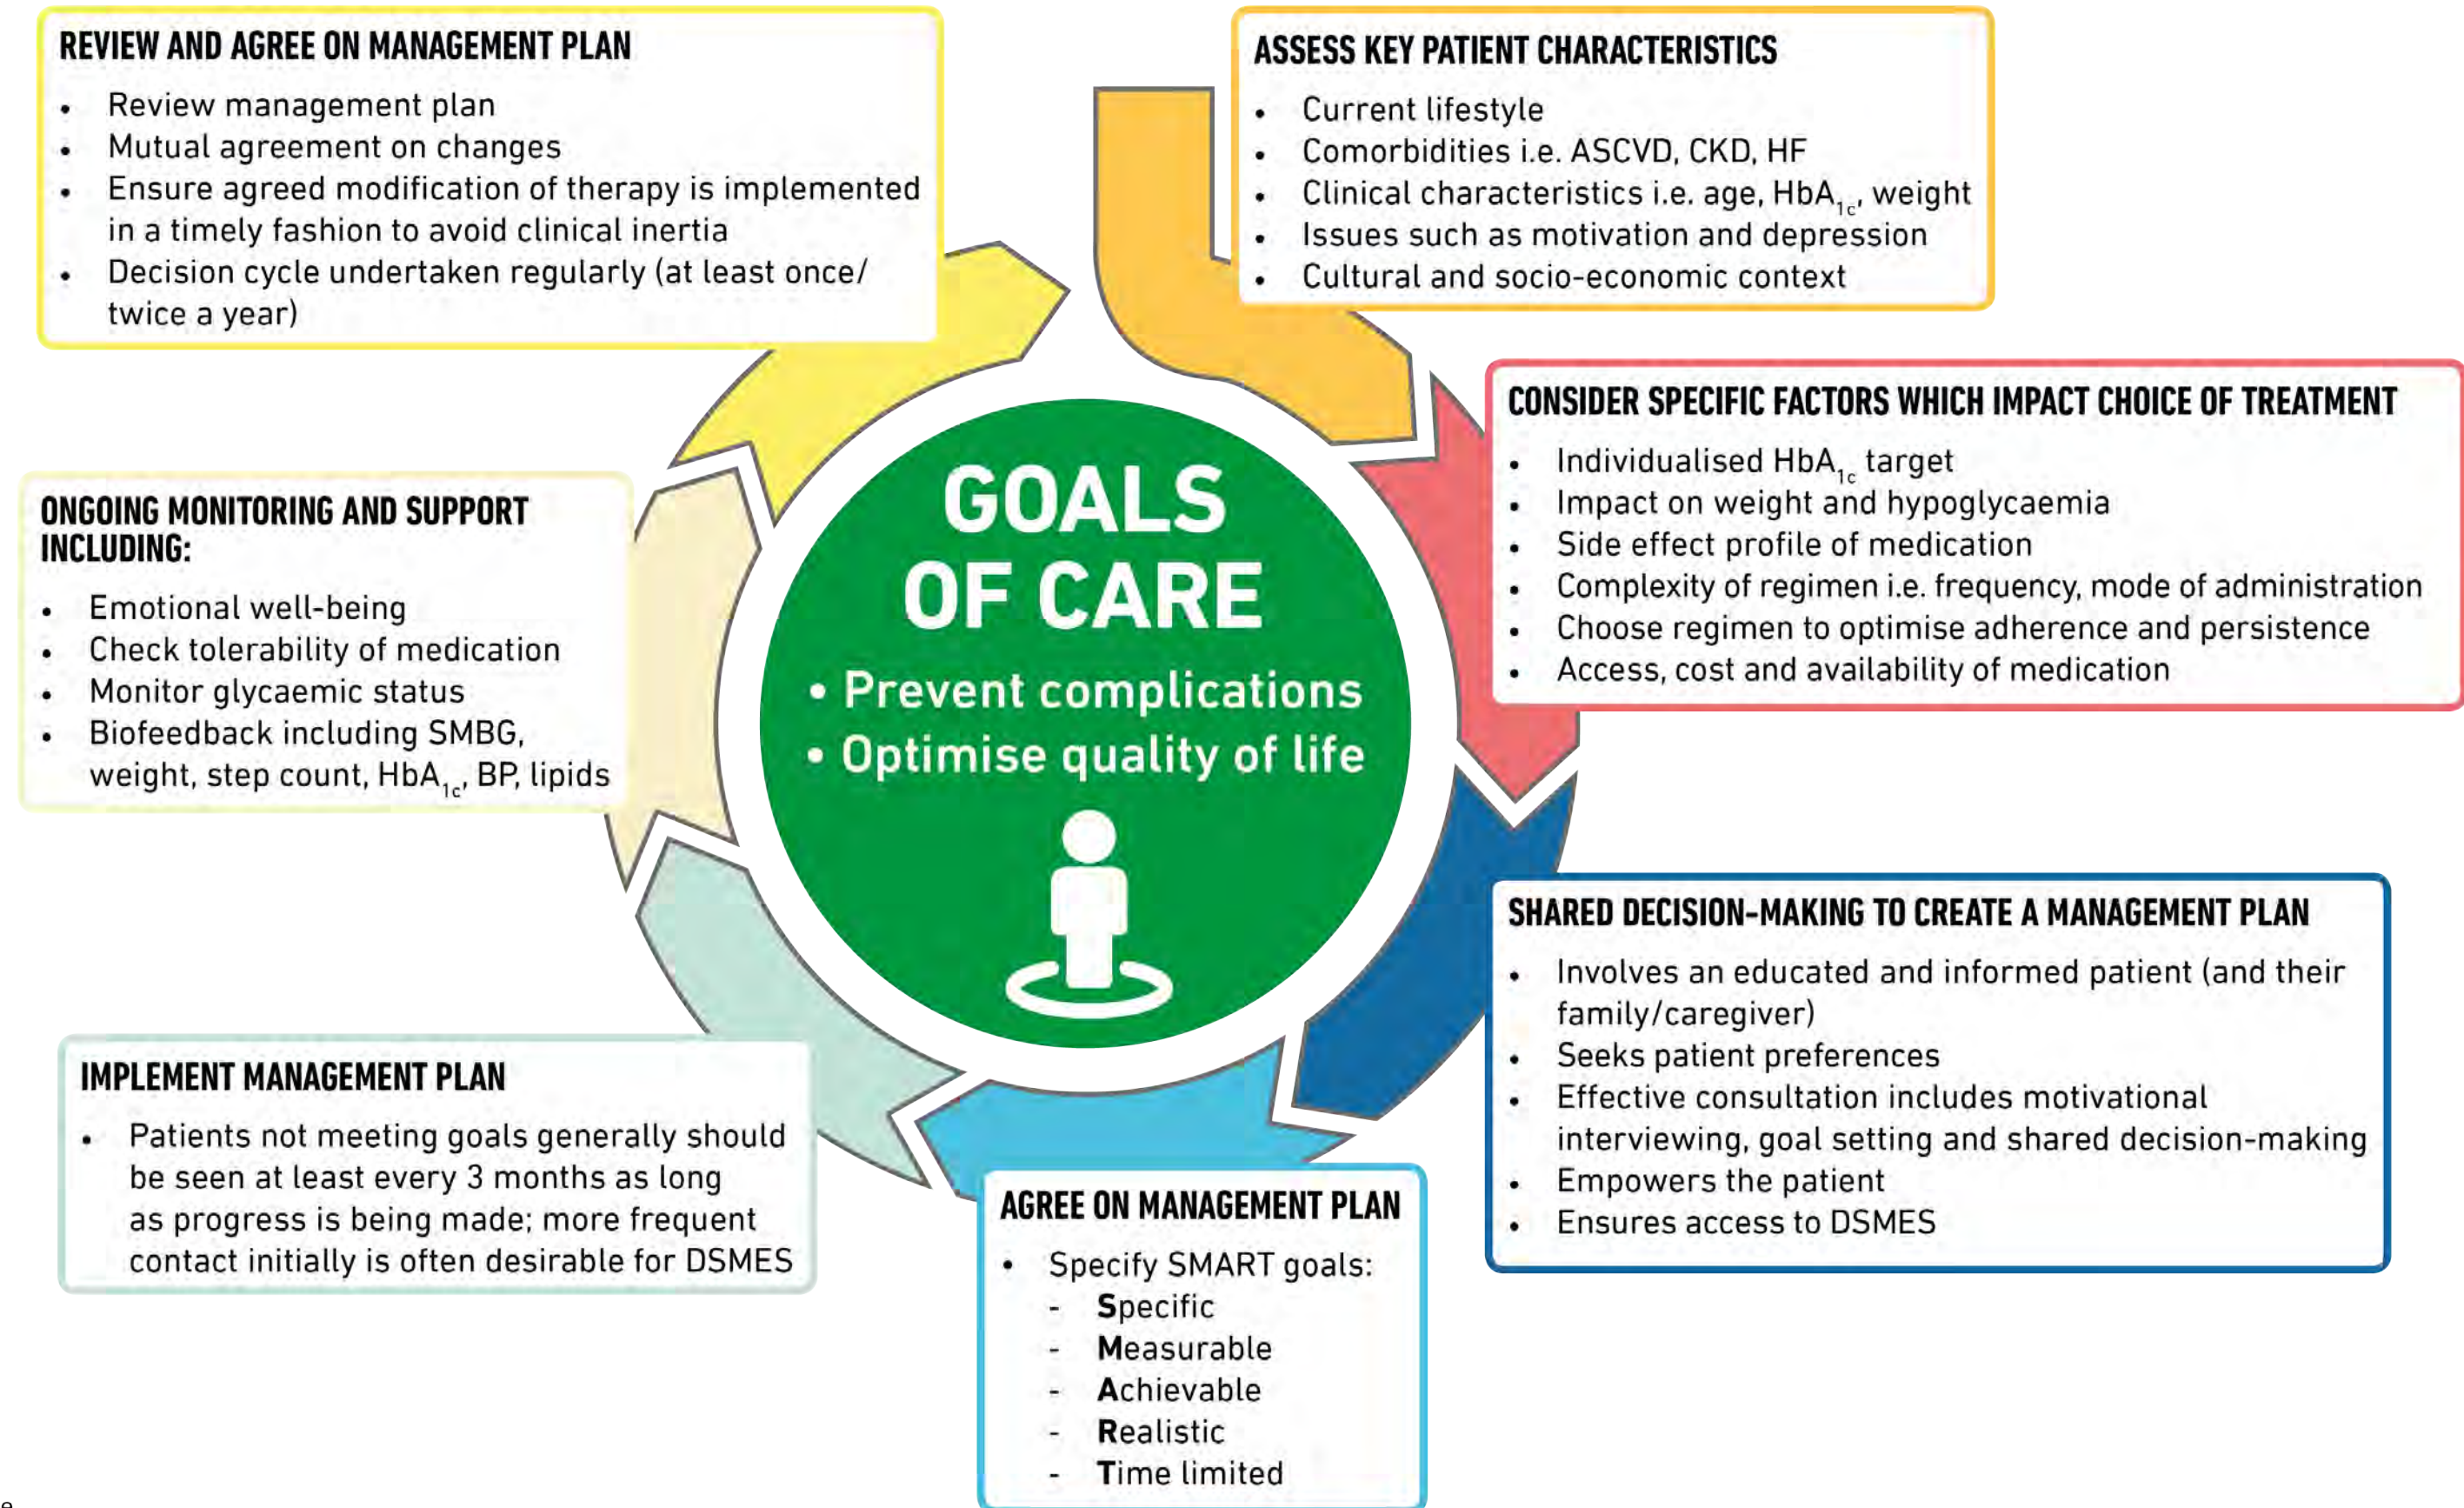 REVIEW AND AGREE ON MANAGEMENT PLAN
• Review management plan
• Mutual agreement on changes
• Ensure agreed modification of therapy is implemented
in a timely fashion to avoid clinical inertia
• Decision cycle undertaken regularly (at least once/
twice a year)
ASSESS KEY PATIENT CHARACTERISTICS
• Current lifestyle
• Comorbidities i.e. ASCVD, CKD, HF
• Clinical characteristics i.e. age, HbA1c, weight
• Issues such as motivation and depression
• Cultural and socio-economic context
CONSIDER SPECIFIC FACTORS WHICH IMPACT CHOICE OF TREATMENT
• Individualised HbA1c target
• Impact on weight and hypoglycaemia
• Side effect profile of medication
• Complexity of regimen i.e. frequency, mode of administration
• Choose regimen to optimise adherence and persistence
• Access, cost and availability of medication
SHARED DECISION-MAKING TO CREATE A MANAGEMENT PLAN
• Involves an educated and informed patient (and their
family/caregiver)
• Seeks patient preferences
• Effective consultation includes motivational
interviewing, goal setting and shared decision-making
• Empowers the patient
• Ensures access to DSMES
AGREE ON MANAGEMENT PLAN
• Specify SMART goals:
- Specific
- Measurable
- Achievable
- Realistic
- Time limited
IMPLEMENT MANAGEMENT PLAN
• Patients not meeting goals generally should
be seen at least every 3 months as long
as progress is being made; more frequent
contact initially is often desirable for DSMES
ONGOING MONITORING AND SUPPORT
INCLUDING:
• Emotional well-being
• Check tolerability of medication
• Monitor glycaemic status
• Biofeedback including SMBG,
weight, step count, HbA1c, BP, lipids
GOALS
OF CARE
• Prevent complications
• Optimise quality of life